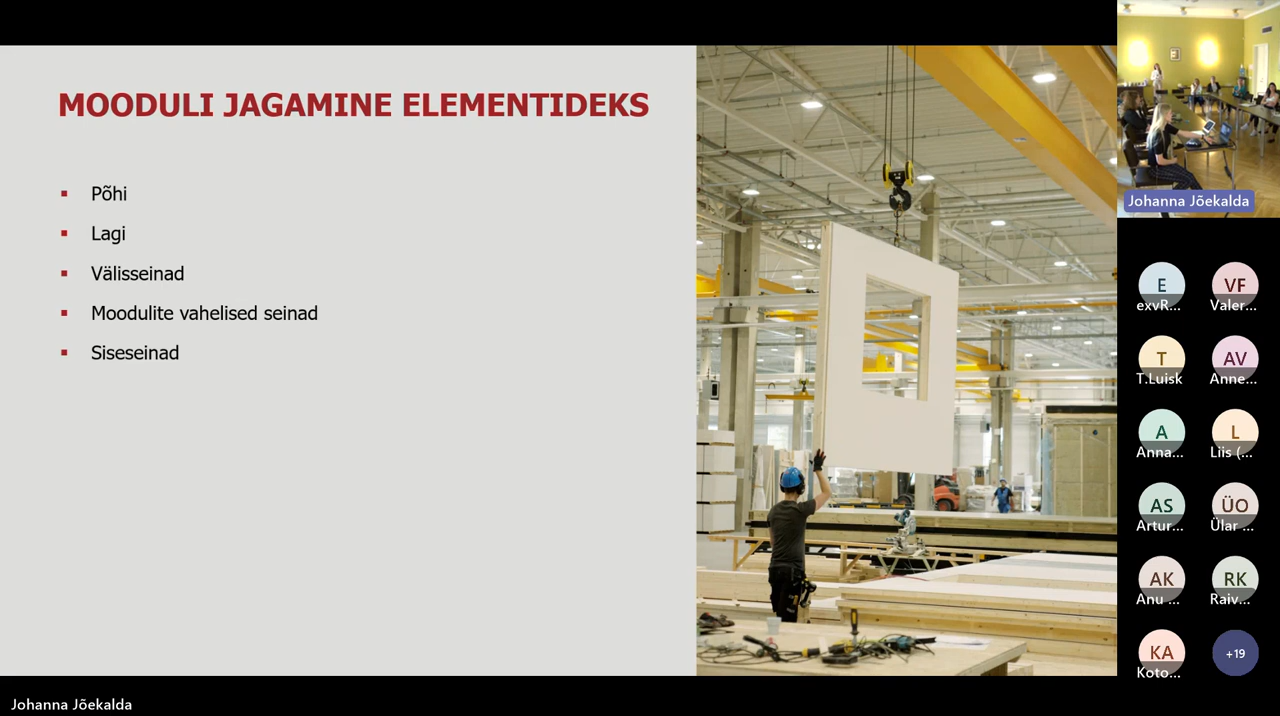 MOODULI JAGAMINE ELEMENTIDEKS
▪ Põhi
▪ Lagi
▪ Välisseinad
▪ Moodulite vahelised seinad
▪ Siseseinad
Johanna Jõekalda
E
exvR...
VF
Valer...
T
T.Luisk
AV
Anne...
A
Anna...
L
Liis (...
AS
Artur...
ÜO
Ülar ...
AK
Anu ...
RK
Raiv...
KA
Koto...
+19
Johanna Jõekalda